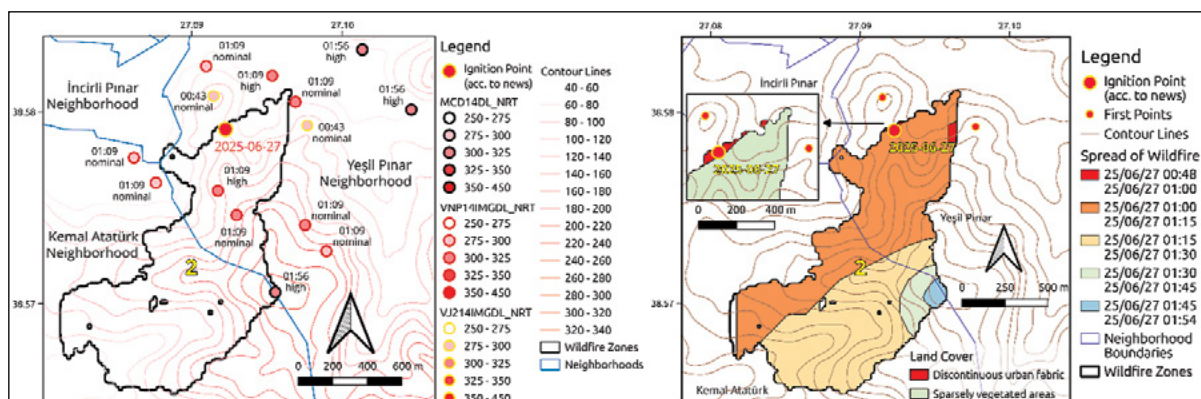 27.09
27.10
38.58
38.57
01:09
nominal
01:56
high
01:09
high
01:09
nominal
01:56
high
00:43
nominal
00:43
nominal
2025-06-27
İncirli Pınar
Neighborhood
Yeşil Pınar
Neighborhood
Kemal Atatürk
Neighborhood
01:09
nominal
01:09
nominal
01:09
high
01:09
nominal
01:09
nominal
01:09
nominal
01:56
high
2
0 200 400 600 m
Legend
Ignition Point
(acc. to news)
MCD14DL_NRT
250 - 275
275 - 300
300 - 325
325 - 350
350 - 450
VNP14IMGDL_NRT
250 - 275
275 - 300
300 - 325
325 - 350
350 - 450
VJ214IMGDL_NRT
250 - 275
275 - 300
300 - 325
325 - 350
350 - 450
Contour Lines
40 - 60
60 - 80
80 - 100
100 - 120
120 - 140
140 - 160
160 - 180
180 - 200
200 - 220
220 - 240
240 - 260
260 - 280
280 - 300
300 - 320
320 - 340
Wildfire Zones
Neighborhoods
27.08
27.09
27.10
38.58
38.57
İncirli Pınar
2025-06-27
2025-06-27
0 200 400 m
Yeşil Pınar
2
0 250 500 m
Kemal Atatürk
Land Cover
Discontinuous urban fabric
Sparsely vegetated areas
Legend
Ignition Point
(acc. to news)
First Points
Contour Lines
Spread of Wildfire
25/06/27 00:48
25/06/27 01:00
25/06/27 01:00
25/06/27 01:15
25/06/27 01:15
25/06/27 01:30
25/06/27 01:30
25/06/27 01:45
25/06/27 01:45
25/06/27 01:54
Neighborhood
Boundaries
Wildfire Zones